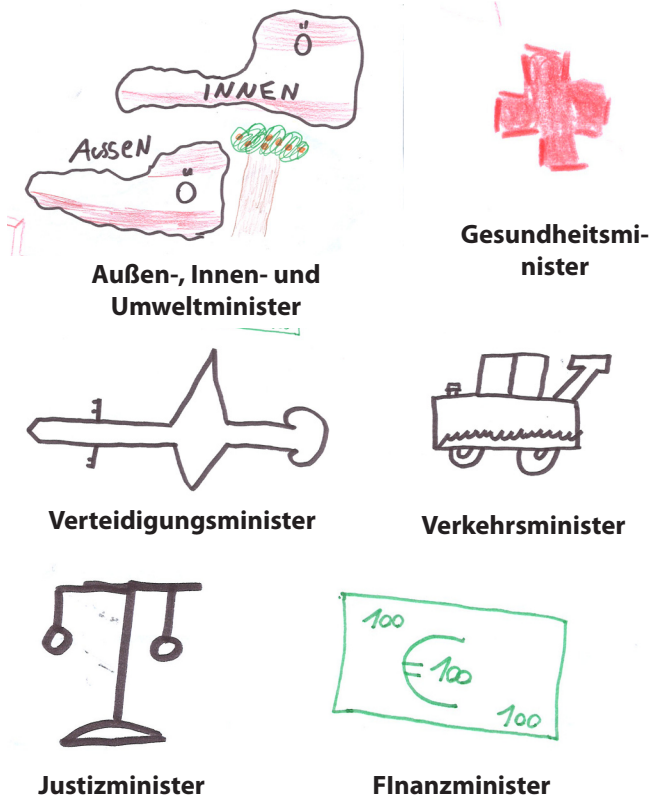 Ö
INNEN
AUSSEN
Ö
Außen-, Innen- und
Umweltminister
Gesundheitsmi-
nister
Verteidigungsminister
Verkehrsminister
100
€ 100
100
Justizminister
FInanzminister